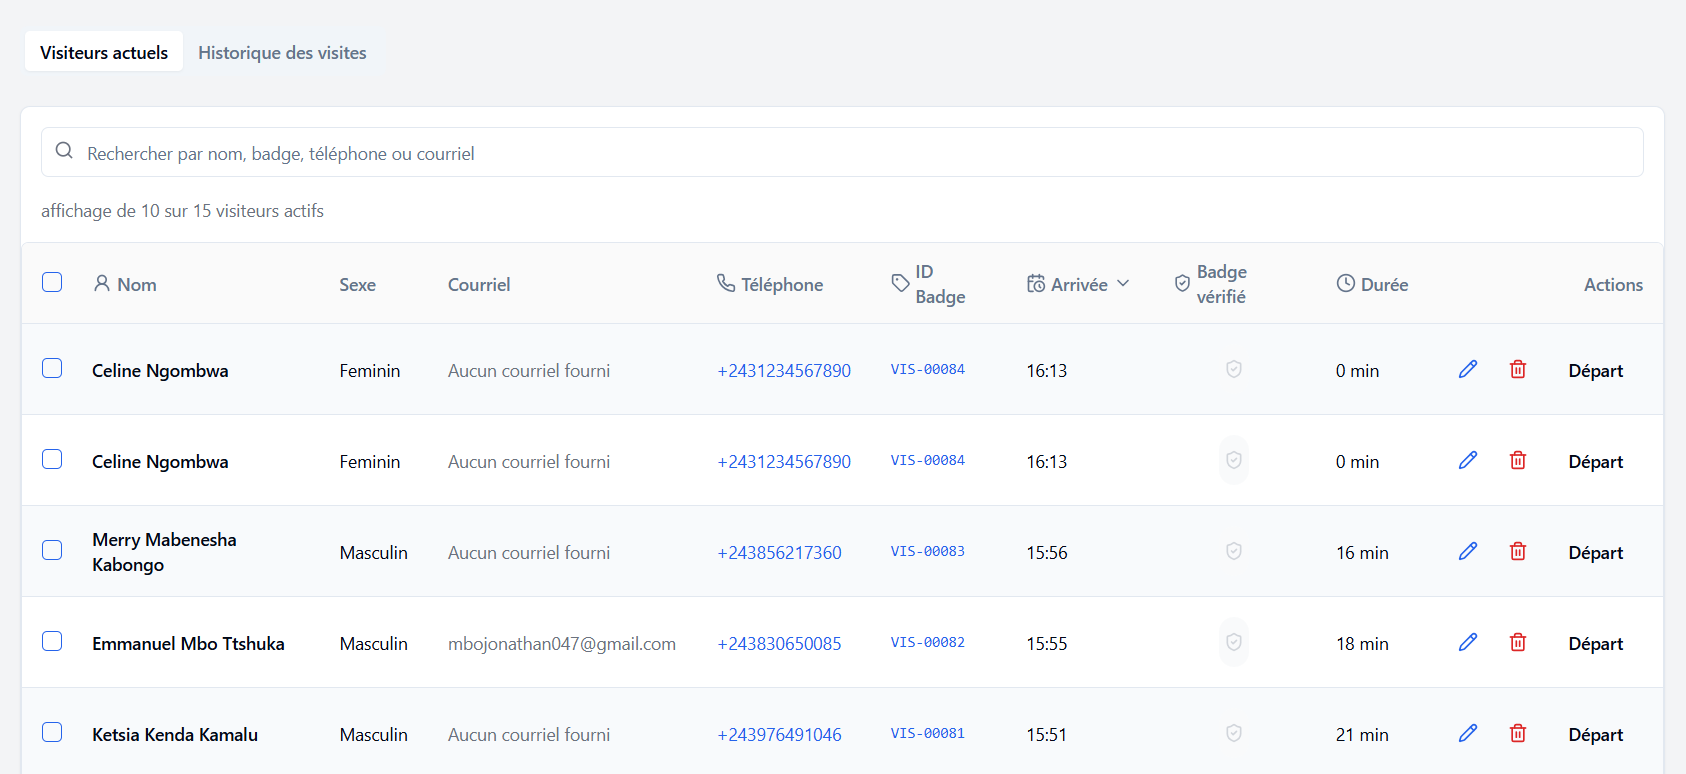 Visiteurs actuels Historique des visites
Rechercher par nom, badge, téléphone ou courriel
affichage de 10 sur 15 visiteurs actifs
Nom Sexe Courriel Téléphone ID Badge Arrivée Badge vérifié Durée Actions
Celine Ngombwa Feminin Aucun courriel fourni +2431234567890 VIS-00084 16:13 0 min Départ
Celine Ngombwa Feminin Aucun courriel fourni +2431234567890 VIS-00084 16:13 0 min Départ
Merry Mabenesha Kabongo Masculin Aucun courriel fourni +243856217360 VIS-00083 15:56 16 min Départ
Emmanuel Mbo Ttshuka Masculin mbojonathan047@gmail.com +243830650085 VIS-00082 15:55 18 min Départ
Ketsia Kenda Kamalu Masculin Aucun courriel fourni +243976491046 VIS-00081 15:51 21 min Départ